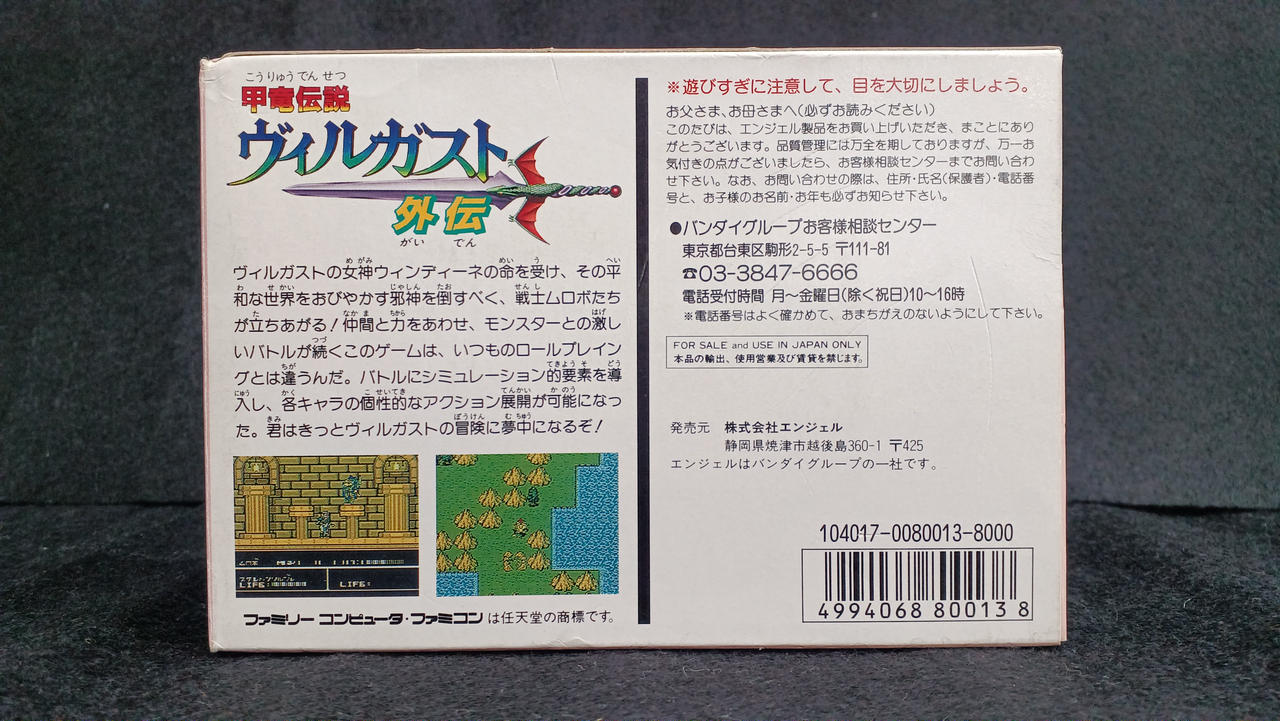 こうりゅうでんせつ
甲竜伝説
ヴィルガスト
外伝
がいでん
ヴィルガストの女神ウィンディーネの命を受け、その平
和な世界をおびやかす邪神を倒すべく、戦士ムロボたち
が立ちあがる!仲間と力をあわせ、モンスターとの激し
いバトルが続くこのゲームは、いつものロールプレイン
グとは違うんだ。バトルにシミュレーション的要素を導
入し、各キャラの個性的なアクション展開が可能になっ
た。君はきっとヴィルガストの冒険に夢中になるぞ!
LIFE:
LIFE:
ファミリーコンピュータ・ファミコンは任天堂の商標です。
※遊びすぎに注意して、目を大切にしましょう。
お父さま、お母さまへ(必ずお読みください)
このたびは、エンジェル製品をお買い上げいただき、まことにあり
がとうございます。品質管理には万全を期しておりますが、万一お
気付きの点がございましたら、お客様相談センターまでお問い合わ
せ下さい。なお、お問い合わせの際は、住所・氏名(保護者)・電話番
号と、お子様のお名前・お年も必ずお知らせ下さい。
●バンダイグループお客様相談センター
東京都台東区駒形2-5-5 〒111-81
☎03-3847-6666
電話受付時間 月〜金曜日(除く祝日)10〜16時
※電話番号はよく確かめて、おまちがえのないようにして下さい。
FOR SALE and USE IN JAPAN ONLY
本品の輸出、使用営業及び賃貸を禁じます。
発売元 株式会社エンジェル
静岡県焼津市越後島360-1 〒425
エンジェルはバンダイグループの一社です。
104017-0080013-8000
4994068 80013 8